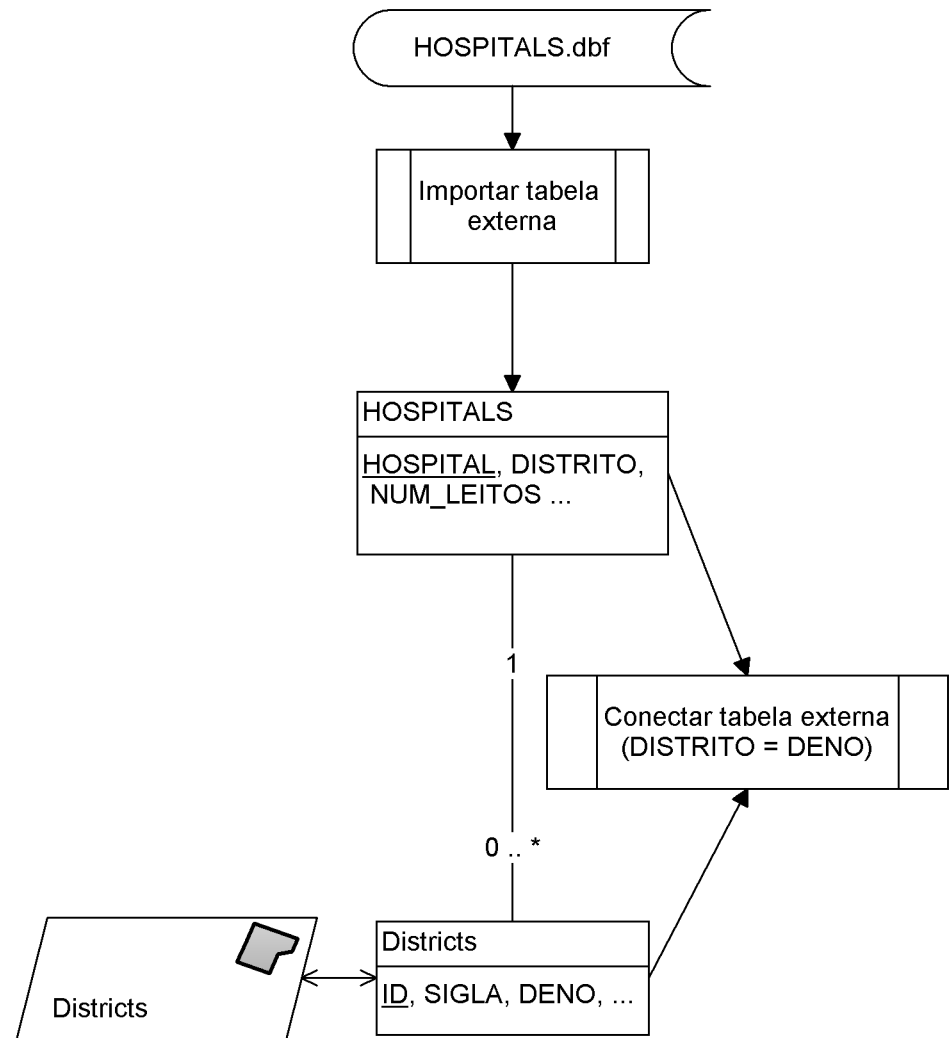 HOSPITALS.dbf
Importar tabela
externa
HOSPITALS
HOSPITAL, DISTRITO,
NUM_LEITOS ...
1
Conectar tabela externa
(DISTRITO = DENO)
0 .. *
Districts
ID, SIGLA, DENO, ...
Districts